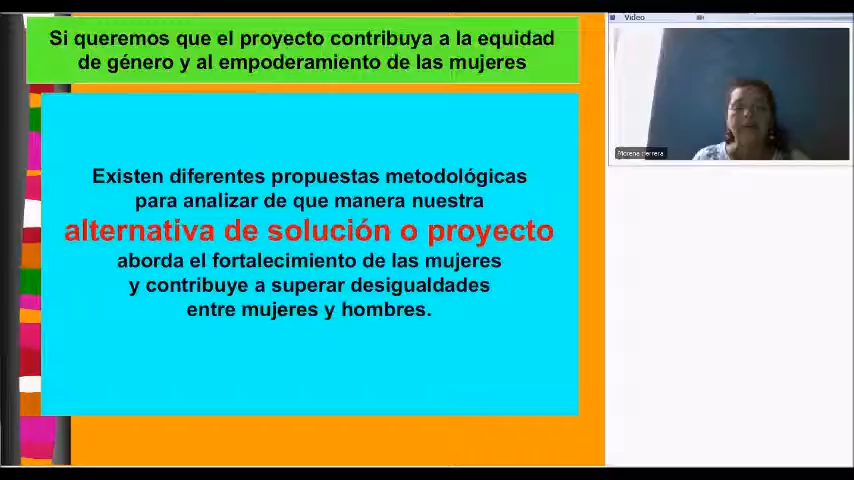 Si queremos que el proyecto contribuya a la equidad
de género y al empoderamiento de las mujeres
Existen diferentes propuestas metodológicas
para analizar de que manera nuestra
alternativa de solución o proyecto
aborda el fortalecimiento de las mujeres
y contribuye a superar desigualdades
entre mujeres y hombres.
Video
Morena Herrera